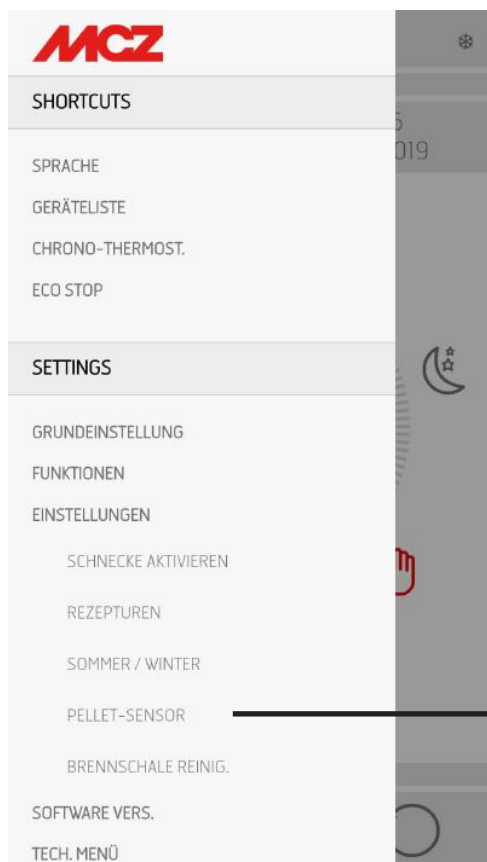 MCZ
SHORTCUTS
SPRACHE
GERÄTELISTE
CHRONO-THERMOST.
ECO STOP
SETTINGS
GRUNDEINSTELLUNG
FUNKTIONEN
EINSTELLUNGEN
SCHNECKE AKTIVIEREN
REZEPTUREN
SOMMER / WINTER
PELLET-SENSOR
BRENNSCHALE REINIG.
SOFTWARE VERS.
TECH. MENÜ
019